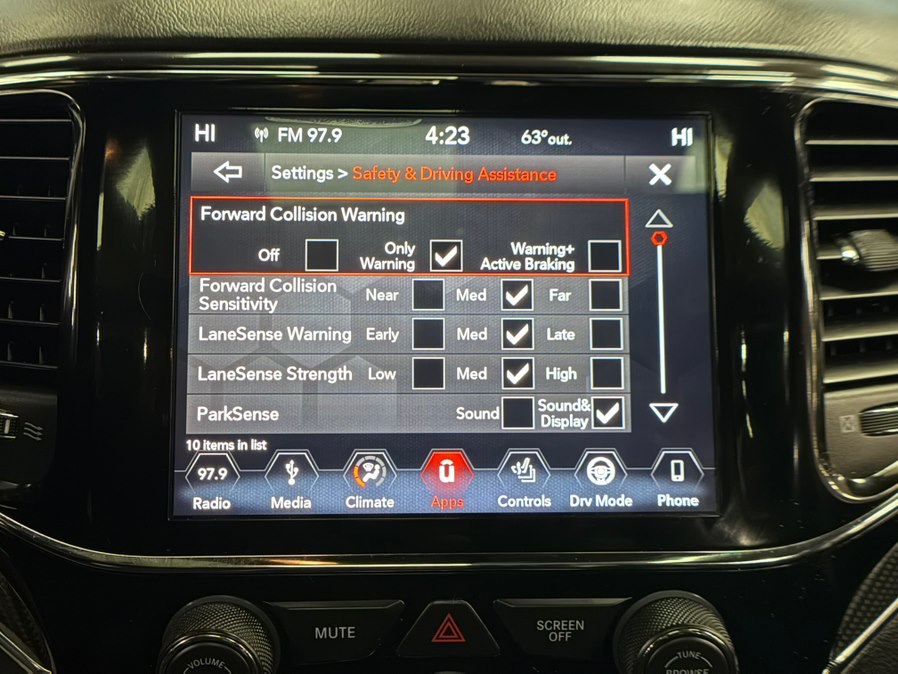 HI FM 97.9 4:23 63°out. HI
Settings > Safety & Driving Assistance
Forward Collision Warning
Off Only Warning Warning+ Active Braking
Forward Collision Sensitivity Near Med Far
LaneSense Warning Early Med Late
LaneSense Strength Low Med High
ParkSense Sound Sound& Display
10 items in list
97.9
Radio Media Climate Apps Controls Drv Mode Phone
MUTE SCREEN OFF
VOLUME TUNE
BROWSE